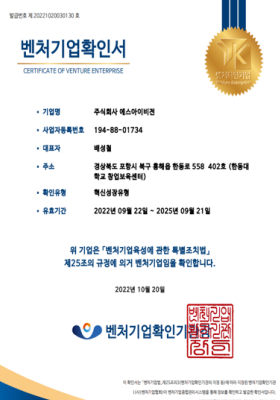 발급번호 제 20221020030130 호
벤처기업확인서
CERTIFICATE OF VENTURE ENTERPRISE
벤처확인기업
• 기업명 주식회사 에스아이비전
• 사업자등록번호 194-88-01734
• 대표자 배성철
• 주소 경상북도 포항시 북구 흥해읍 한동로 558 402호 (한동대
학교 창업보육센터)
• 확인유형 혁신성장유형
• 유효기간 2022년 09월 22일 ~ 2025년 09월 21일
위 기업은 「벤처기업육성에 관한 특별조치법」
제25조의 규정에 의거 벤처기업임을 확인합니다.
2022년 10월 20일
벤처기업확인기관장